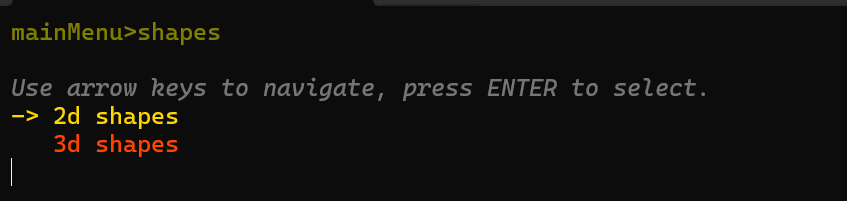 mainMenu>shapes
Use arrow keys to navigate, press ENTER to select.
-> 2d shapes
3d shapes